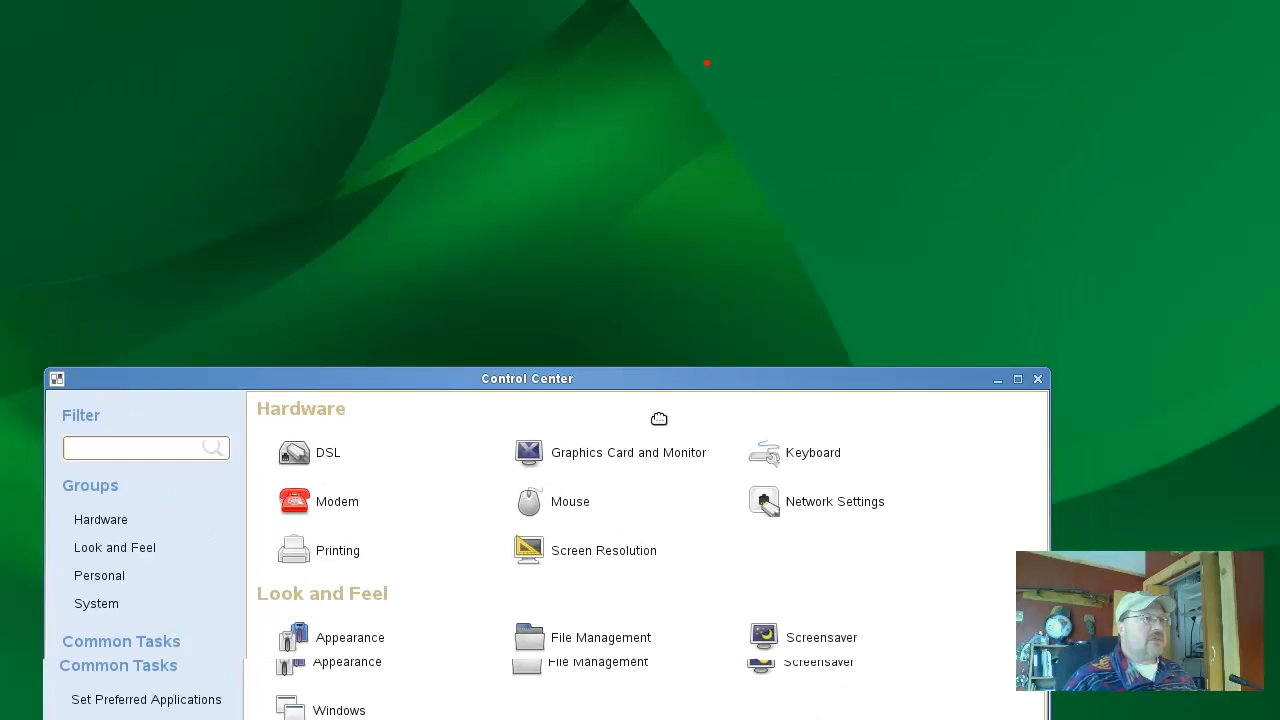 Control Center
Filter
Groups
Hardware
Look and Feel
Personal
System
Common Tasks
Common Tasks
Set Preferred Applications
Hardware
DSL
Graphics Card and Monitor
Keyboard
Modem
Mouse
Network Settings
Printing
Screen Resolution
Look and Feel
Appearance
File Management
Screensaver
Appearance
File Management
Screensaver
Windows